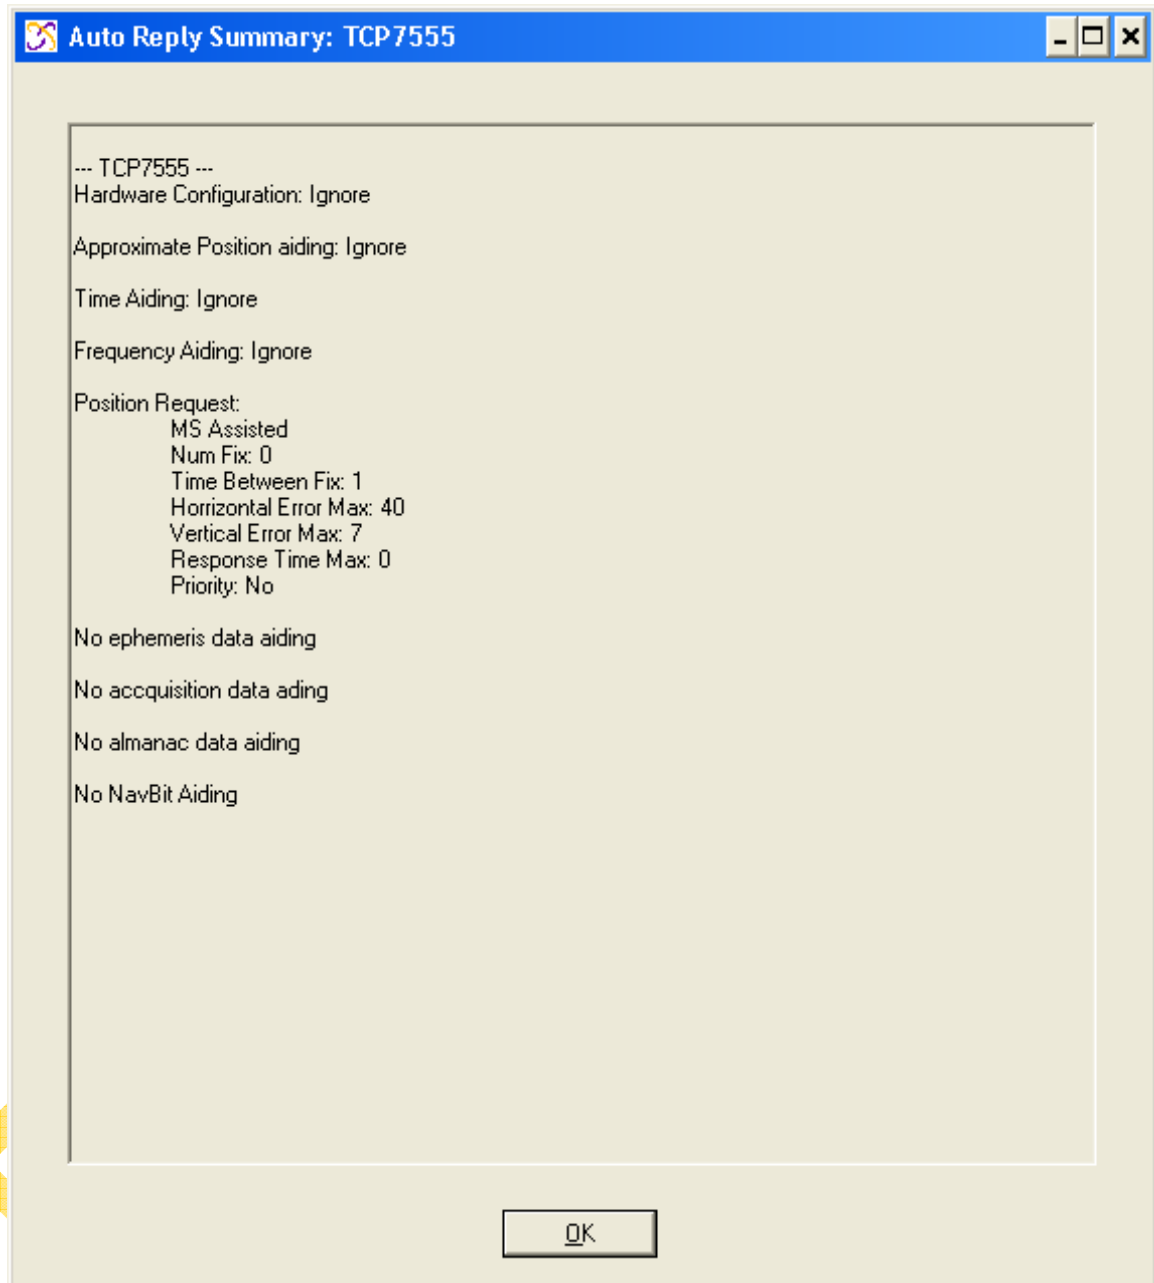 Auto Reply Summary: TCP7555
--- TCP7555 ---
Hardware Configuration: Ignore
Approximate Position aiding: Ignore
Time Aiding: Ignore
Frequency Aiding: Ignore
Position Request:
MS Assisted
Num Fix: 0
Time Between Fix: 1
Horrizontal Error Max: 40
Vertical Error Max: 7
Response Time Max: 0
Priority: No
No ephemeris data aiding
No accquisition data ading
No almanac data aiding
No NavBit Aiding
OK